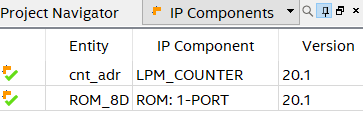 Project Navigator IP Components
Entity IP Component Version
cnt_adr LPM_COUNTER 20.1
ROM_8D ROM: 1-PORT 20.1